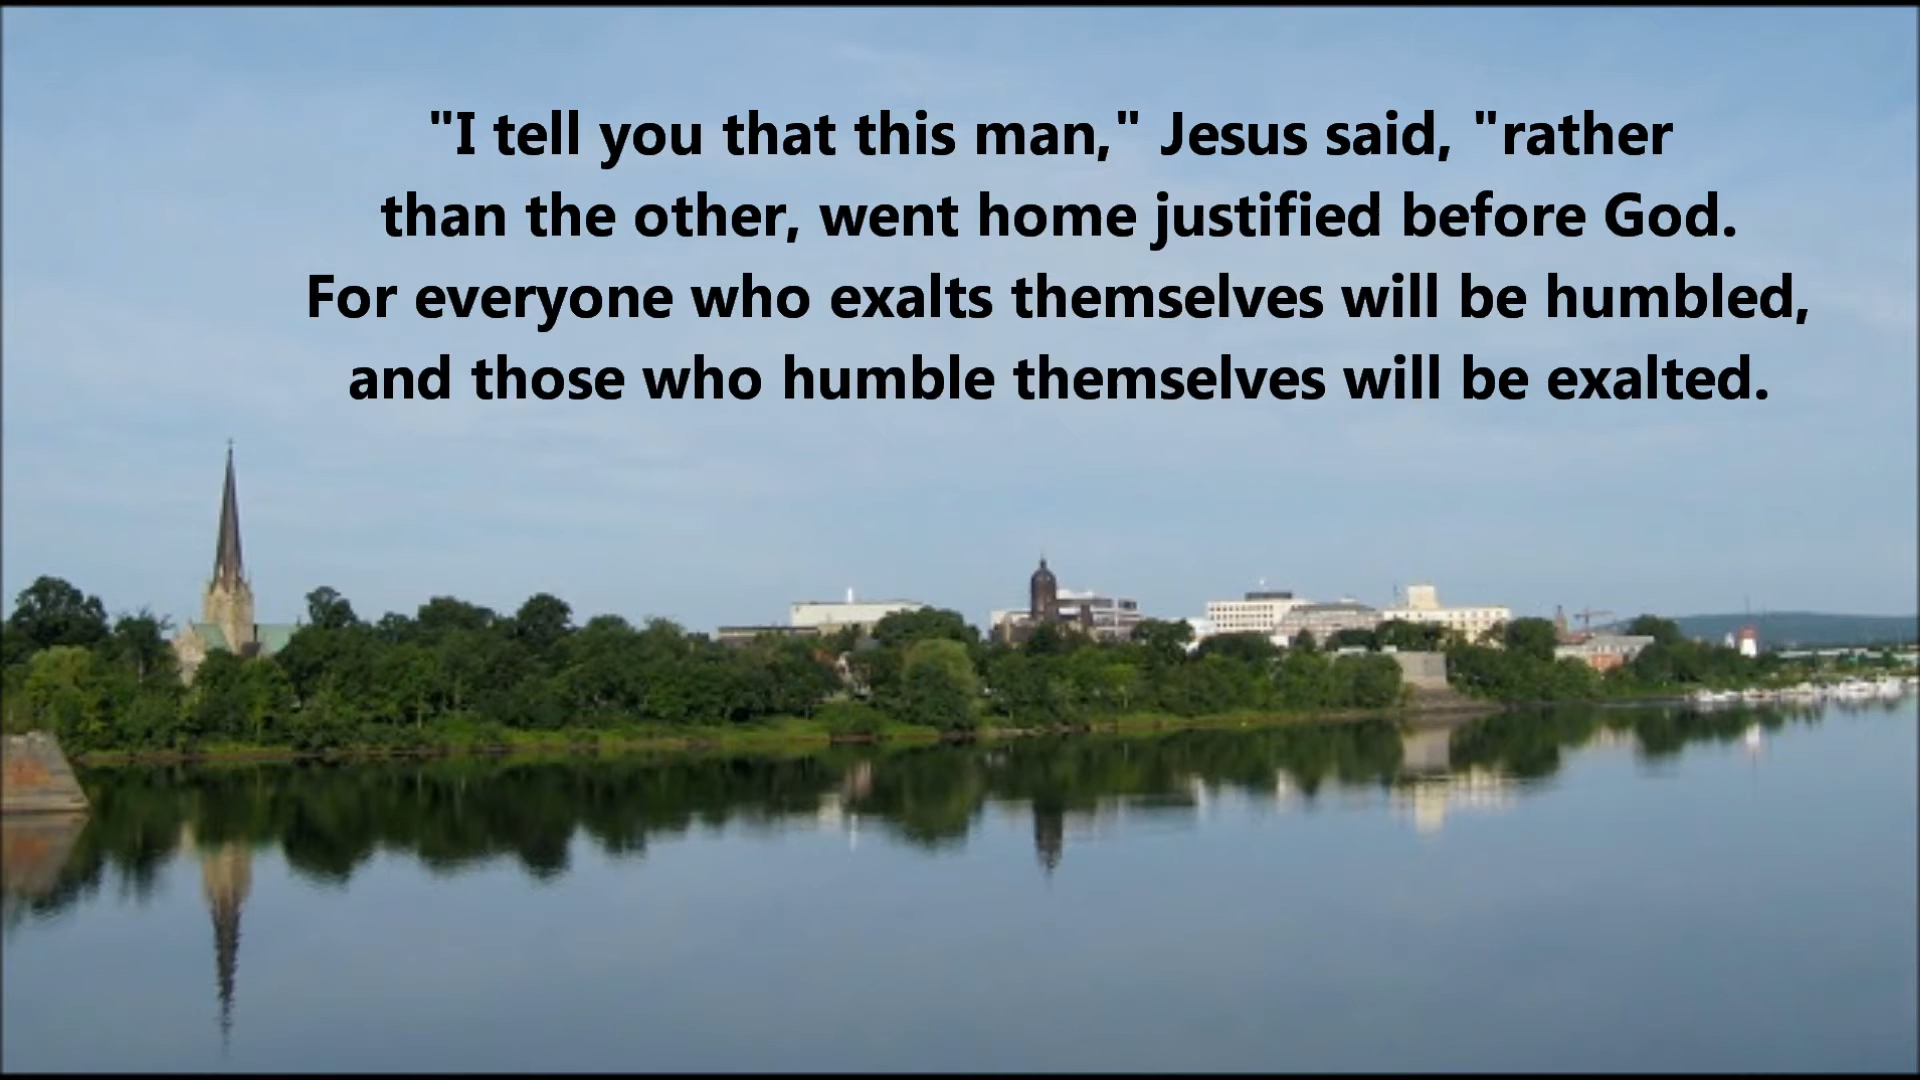 "I tell you that this man," Jesus said, "rather
than the other, went home justified before God.
For everyone who exalts themselves will be humbled,
and those who humble themselves will be exalted.